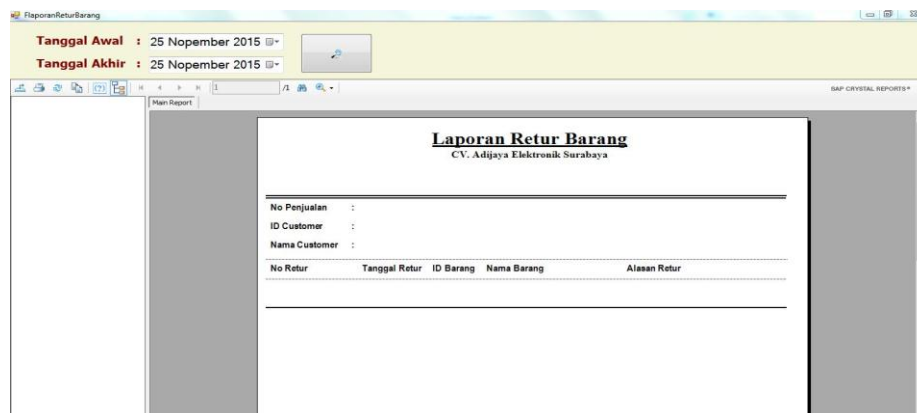 FlaporanReturBarang
Tanggal Awal : 25 Nopember 2015
Tanggal Akhir : 25 Nopember 2015
1 /1
SAP CRYSTAL REPORTS
Main Report
Laporan Retur Barang
CV. Adijaya Elektronik Surabaya
No Penjualan :
ID Customer :
Nama Customer :
No Retur Tanggal Retur ID Barang Nama Barang Alasan Retur